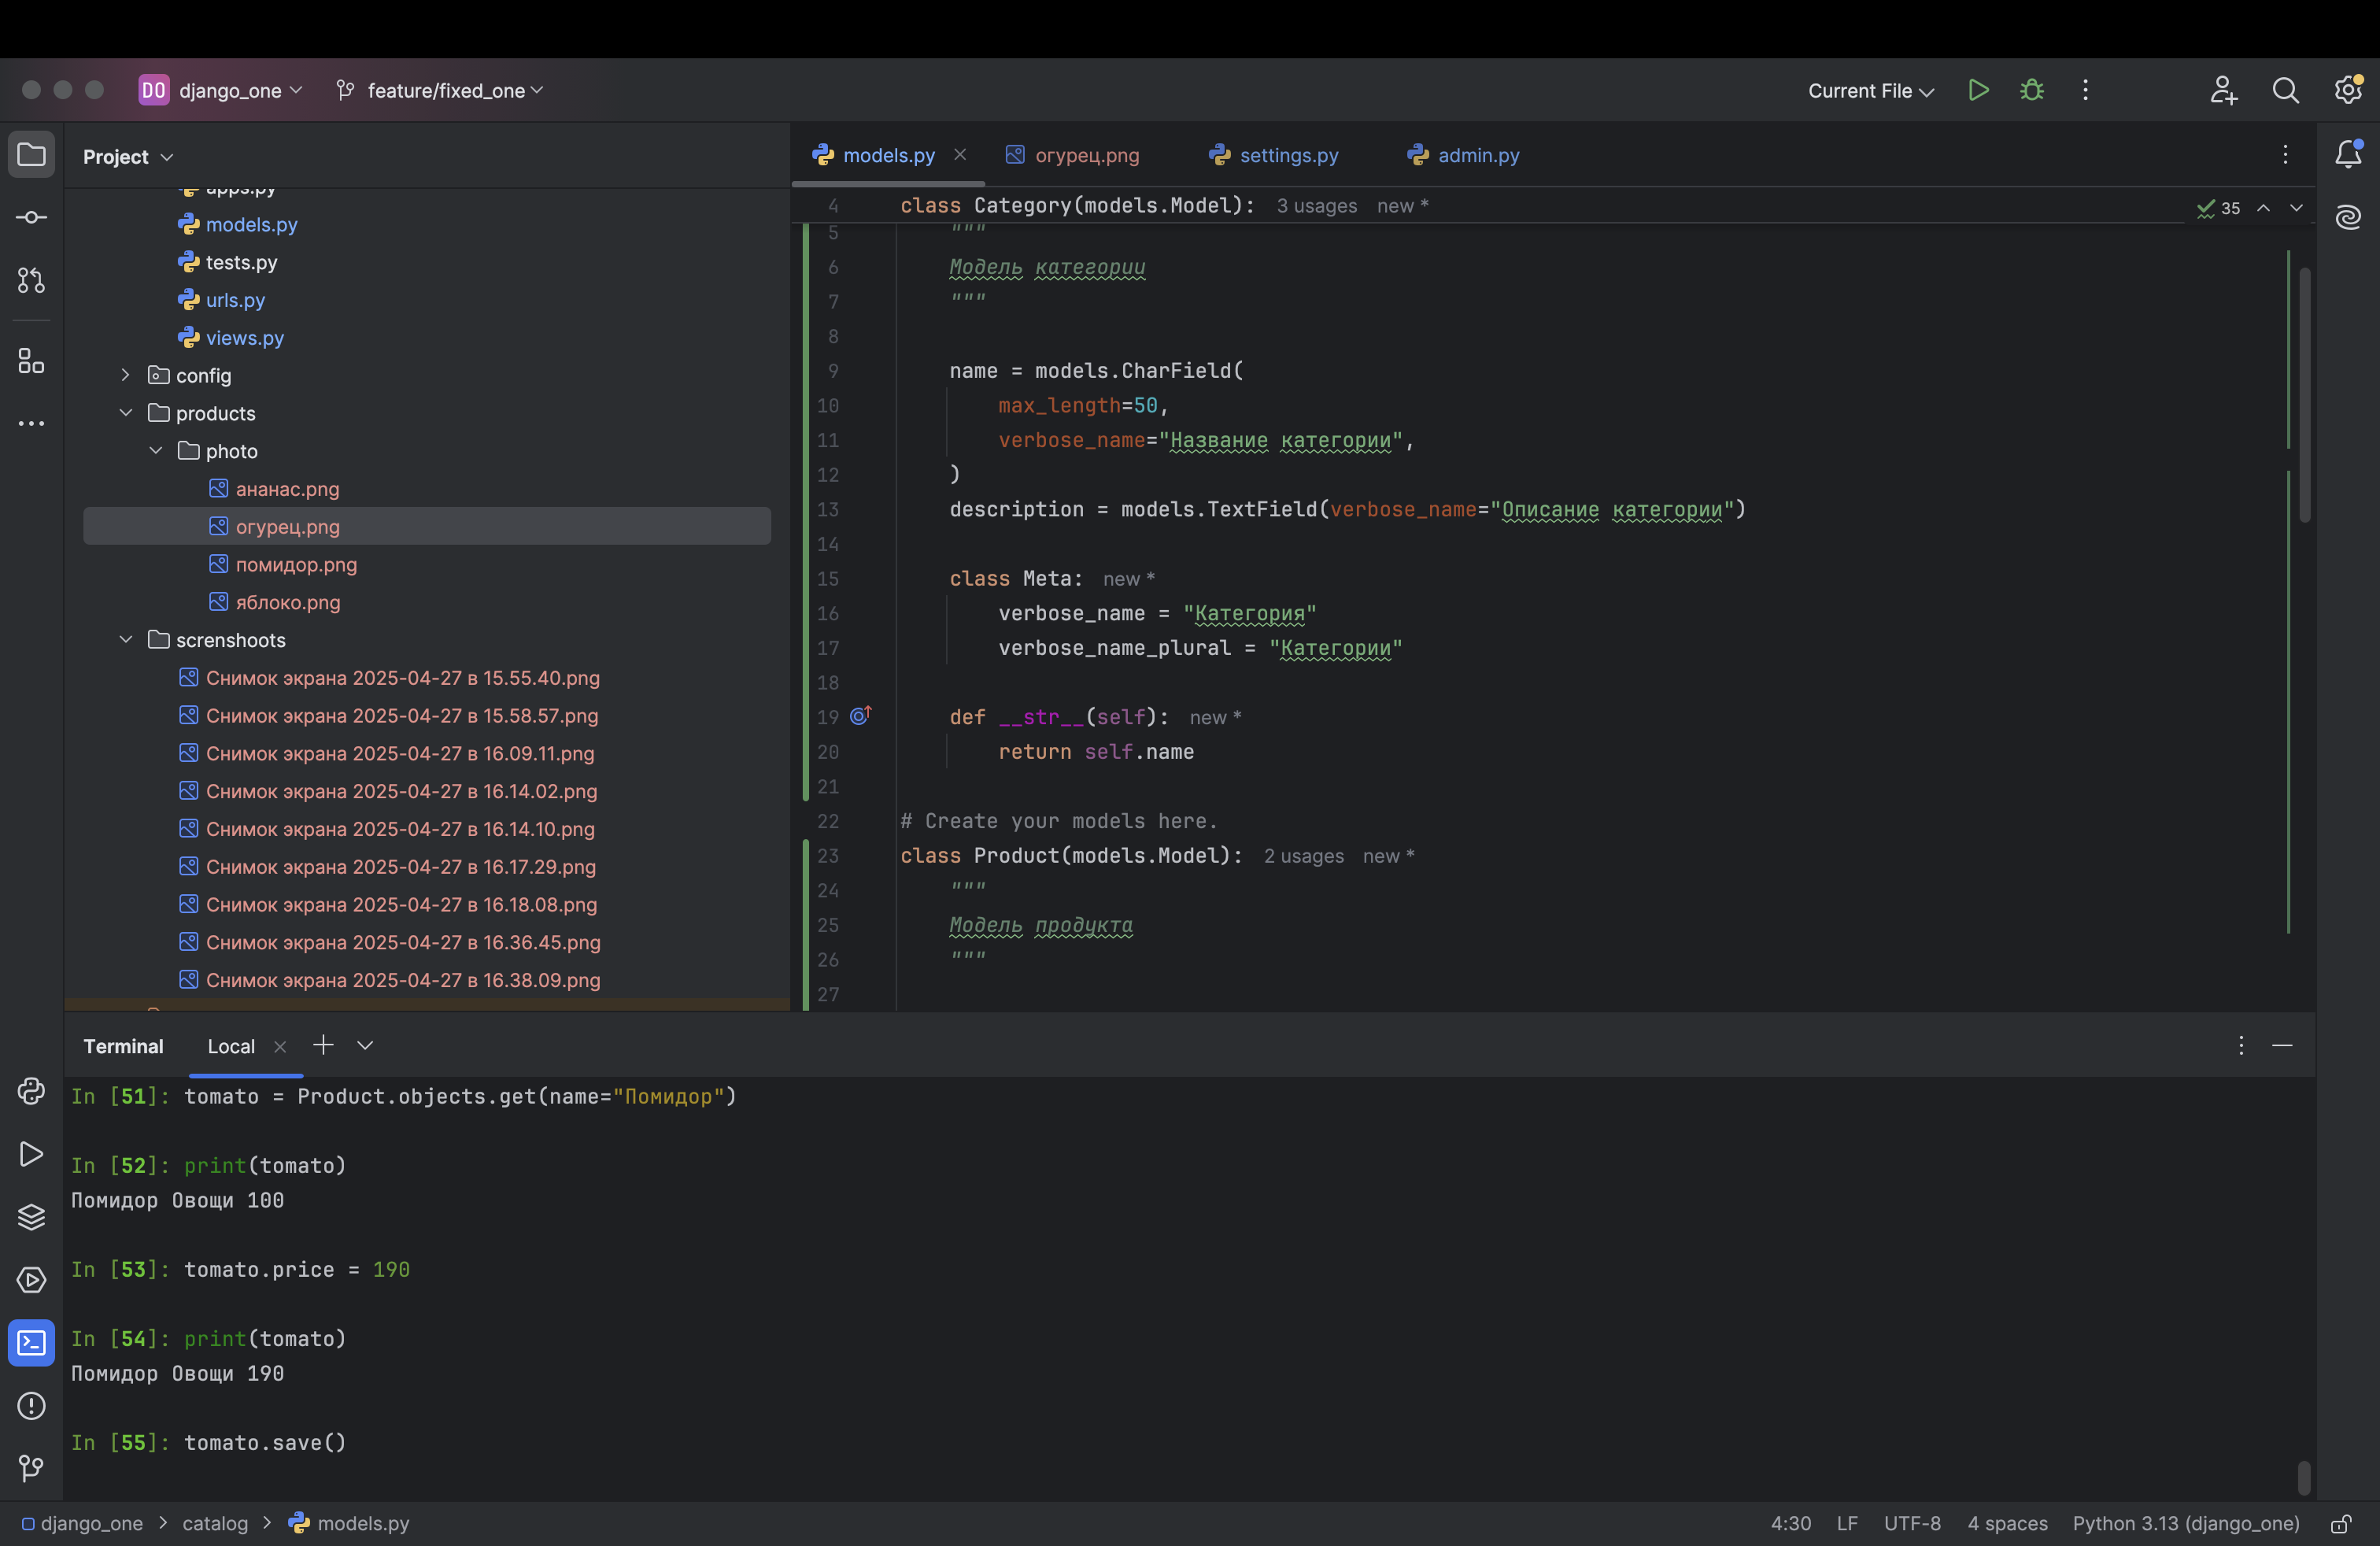 DO django_one feature/fixed_one Current File
Project
apps.py
models.py
tests.py
urls.py
views.py
config
products
photo
ананас.png
огурец.png
помидор.png
яблоко.png
screnshoots
Снимок экрана 2025-04-27 в 15.55.40.png
Снимок экрана 2025-04-27 в 15.58.57.png
Снимок экрана 2025-04-27 в 16.09.11.png
Снимок экрана 2025-04-27 в 16.14.02.png
Снимок экрана 2025-04-27 в 16.14.10.png
Снимок экрана 2025-04-27 в 16.17.29.png
Снимок экрана 2025-04-27 в 16.18.08.png
Снимок экрана 2025-04-27 в 16.36.45.png
Снимок экрана 2025-04-27 в 16.38.09.png
models.py огурец.png settings.py admin.py
4 class Category(models.Model): 3 usages new * 35
5 """
6 Модель категории
7 """
8
9 name = models.CharField(
10 max_length=50,
11 verbose_name="Название категории",
12 )
13 description = models.TextField(verbose_name="Описание категории")
14
15 class Meta: new *
16 verbose_name = "Категория"
17 verbose_name_plural = "Категории"
18
19 def __str__(self): new *
20 return self.name
21
22 # Create your models here.
23 class Product(models.Model): 2 usages new *
24 """
25 Модель продукта
26 """
27
Terminal Local
In [51]: tomato = Product.objects.get(name="Помидор")
In [52]: print(tomato)
Помидор Овощи 100
In [53]: tomato.price = 190
In [54]: print(tomato)
Помидор Овощи 190
In [55]: tomato.save()
django_one > catalog > models.py 4:30 LF UTF-8 4 spaces Python 3.13 (django_one)